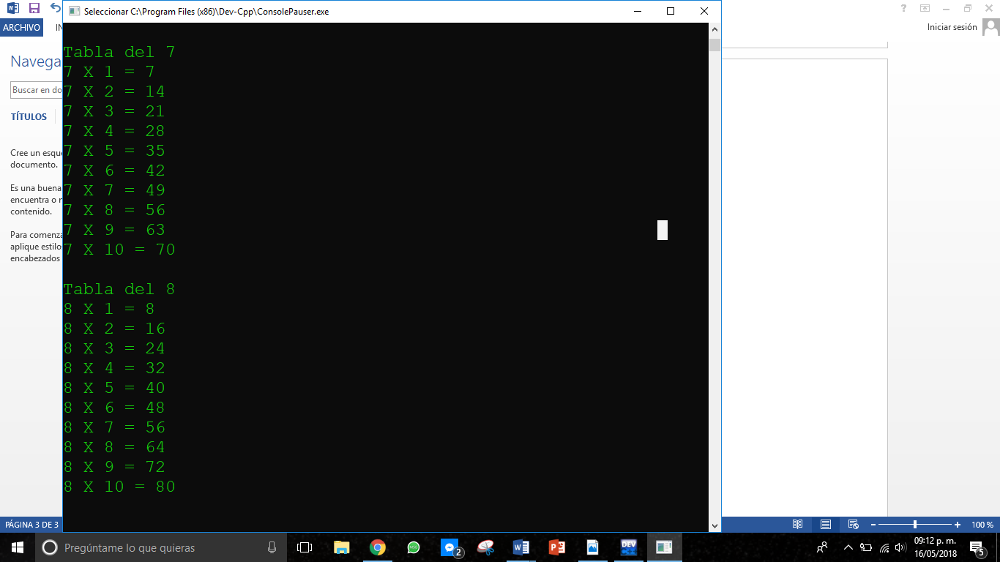 Seleccionar C:\Program Files (x86)\Dev-Cpp\ConsolePauser.exe
ARCHIVO
Iniciar sesión
Buscar en do
TÍTULOS
Cree un
documento.
Es una buena
encuentra o
contenido.
Para
aplique
encabezados
Tabla del 7
7 X 1 = 7
7 X 2 = 14
7 X 3 = 21
7 X 4 = 28
7 X 5 = 35
7 X 6 = 42
7 X 7 = 49
7 X 8 = 56
7 X 9 = 63
7 X 10 = 70
Tabla del 8
8 X 1 = 8
8 X 2 = 16
8 X 3 = 24
8 X 4 = 32
8 X 5 = 40
8 X 6 = 48
8 X 7 = 56
8 X 8 = 64
8 X 9 = 72
8 X 10 = 80
PÁGINA 3 DE 3
100 %
Pregúntame lo que quieras
2
DEV
09:12 p. m.
16/05/2018
5